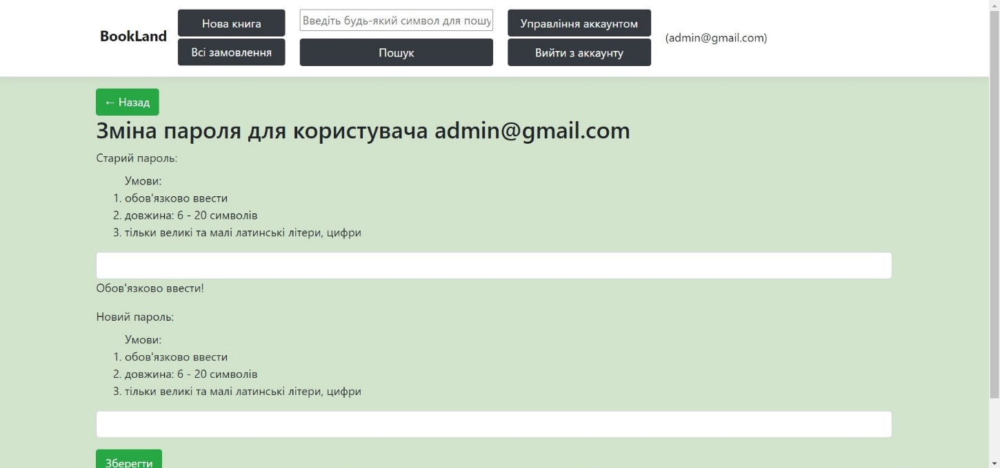 BookLand
Нова книга
Всі замовлення
Введіть будь-який символ для пошу
Пошук
Управління аккаунтом
Вийти з аккаунту
(admin@gmail.com)
← Назад
Зміна пароля для користувача admin@gmail.com
Старий пароль:
Умови:
1. обов'язково ввести
2. довжина: 6 - 20 символів
3. тільки великі та малі латинські літери, цифри
Обов'язково ввести!
Новий пароль:
Умови:
1. обов'язково ввести
2. довжина: 6 - 20 символів
3. тільки великі та малі латинські літери, цифри
Зберегти